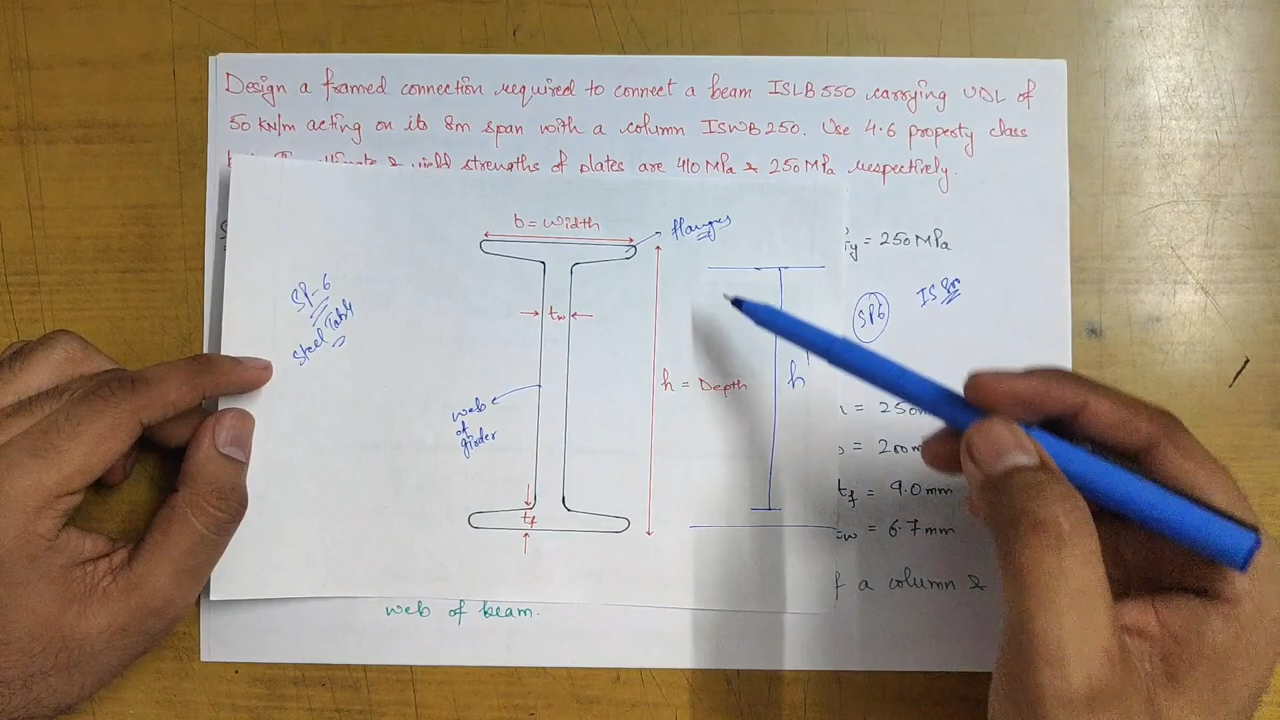 Design a framed connection required to connect a beam ISLB 550 carrying UDL of
50 kN/m acting on its 8m span with a column ISWB 250. Use 4.6 property class
& yield strengths of plates are 410 MPa & 250 MPa respectively.
b = Width
flanges
= 250 MPa
SP-6
Steel Table
tw
SP6
IS 800
h = Depth
h
web
of
girder
= 250
= 200
tf
tf = 9.0 mm
= 6.7 mm
a column &
web of beam.